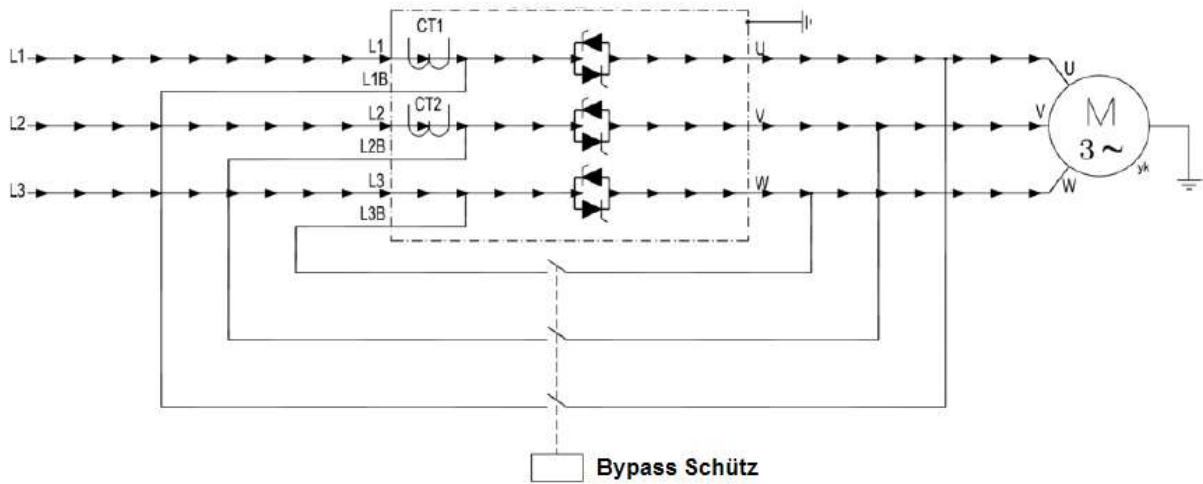 CT1
L1 L1 U
U
L1B
CT2
L2 L2 V V
M
L2B
3~
yk
L3 L3 W W
L3B
Bypass Schütz